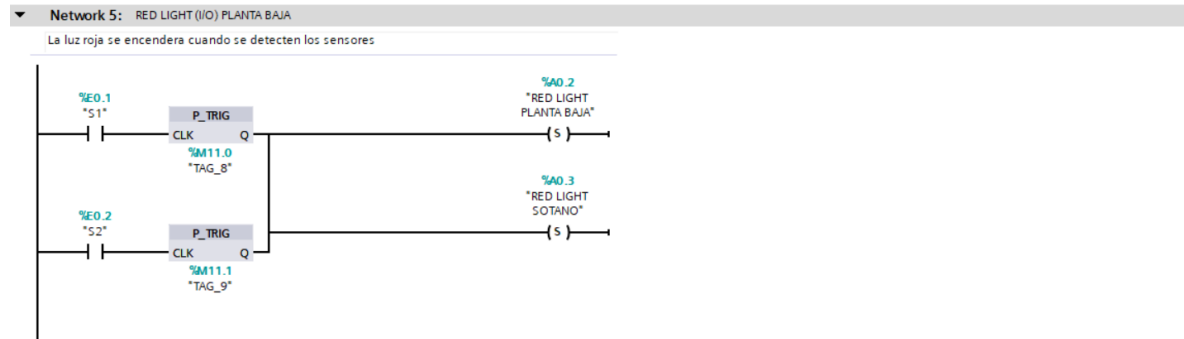 Network 5: RED LIGHT (I/O) PLANTA BAJA
La luz roja se encendera cuando se detecten los sensores
%E0.1
"S1"
P_TRIG
CLK Q
%M11.0
"TAG_8"
%A0.2
"RED LIGHT
PLANTA BAJA"
S
%A0.3
"RED LIGHT
SOTANO"
S
%E0.2
"S2"
P_TRIG
CLK Q
%M11.1
"TAG_9"